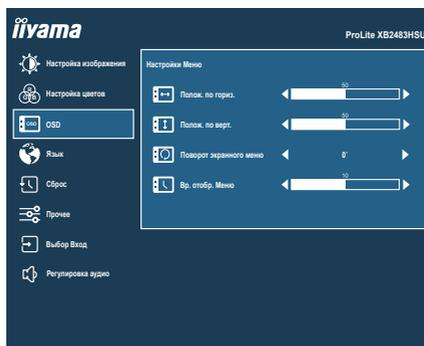 iiyama
ProLite XB2483HSU
Настройка изображения
Настройка цветов
OSD
OSD
Язык
Сброс
Прочее
Выбор Вход
Регулировка аудио
Настройки Меню
Полож. по гориз.
50
Полож. по верт.
50
Поворот экранного меню
0°
Вр. отобр. Меню
10